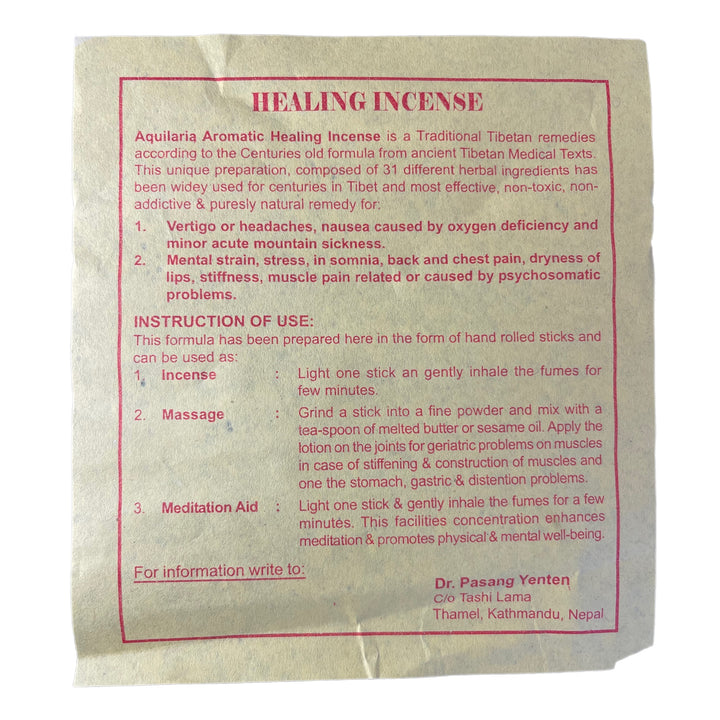 HEALING INCENSE
Aquilaria Aromatic Healing Incense is a Traditional Tibetan remedies
according to the Centuries old formula from ancient Tibetan Medical Texts.
This unique preparation, composed of 31 different herbal ingredients has
been widey used for centuries in Tibet and most effective, non-toxic, non-
addictive & puresly natural remedy for:
1. Vertigo or headaches, nausea caused by oxygen deficiency and
minor acute mountain sickness.
2. Mental strain, stress, in somnia, back and chest pain, dryness of
lips, stiffness, muscle pain related or caused by psychosomatic
problems.
INSTRUCTION OF USE:
This formula has been prepared here in the form of hand rolled sticks and
can be used as:
1. Incense : Light one stick an gently inhale the fumes for
few minutes.
2. Massage : Grind a stick into a fine powder and mix with a
tea-spoon of melted butter or sesame oil. Apply the
lotion on the joints for geriatric problems on muscles
in case of stiffening & construction of muscles and
one the stomach, gastric & distention problems.
3. Meditation Aid : Light one stick & gently inhale the fumes for a few
minutes. This facilities concentration enhances
meditation & promotes physical & mental well-being.
For information write to:
Dr. Pasang Yenten
C/o Tashi Lama
Thamel, Kathmandu, Nepal